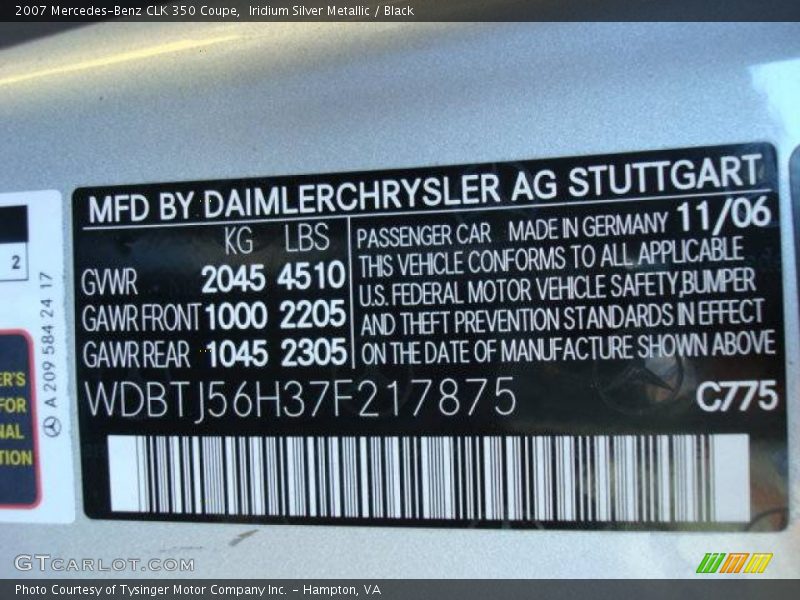 2007 Mercedes-Benz CLK 350 Coupe,  Iridium Silver Metallic / Black
MFD BY DAIMLERCHRYSLER AG STUTTGART
KG LBS
GVWR 2045 4510
GAWR FRONT 1000 2205
GAWR REAR 1045 2305
PASSENGER CAR MADE IN GERMANY 11/06
THIS VEHICLE CONFORMS TO ALL APPLICABLE
U.S. FEDERAL MOTOR VEHICLE SAFETY,BUMPER
AND THEFT PREVENTION STANDARDS IN EFFECT
ON THE DATE OF MANUFACTURE SHOWN ABOVE
WDBTJ56H37F217875
C775
2
ER'S
FOR
NAL
TION
A 209 584 24 17
GTCARLOT.COM
Photo Courtesy of Tysinger Motor Company Inc. - Hampton, VA